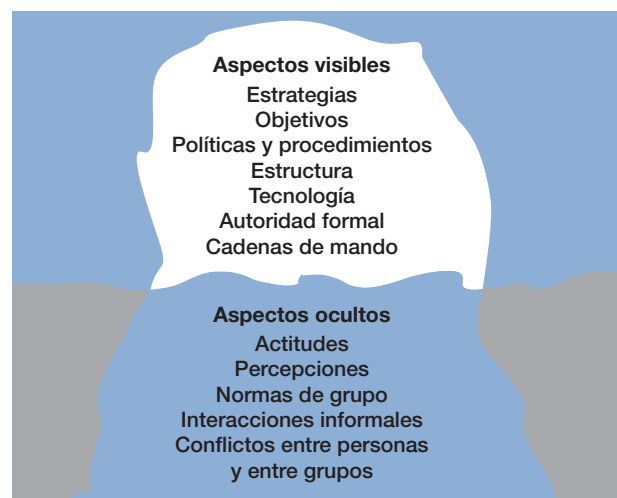 Aspectos visibles
Estrategias
Objetivos
Políticas y procedimientos
Estructura
Tecnología
Autoridad formal
Cadenas de mando
Aspectos ocultos
Actitudes
Percepciones
Normas de grupo
Interacciones informales
Conflictos entre personas
y entre grupos